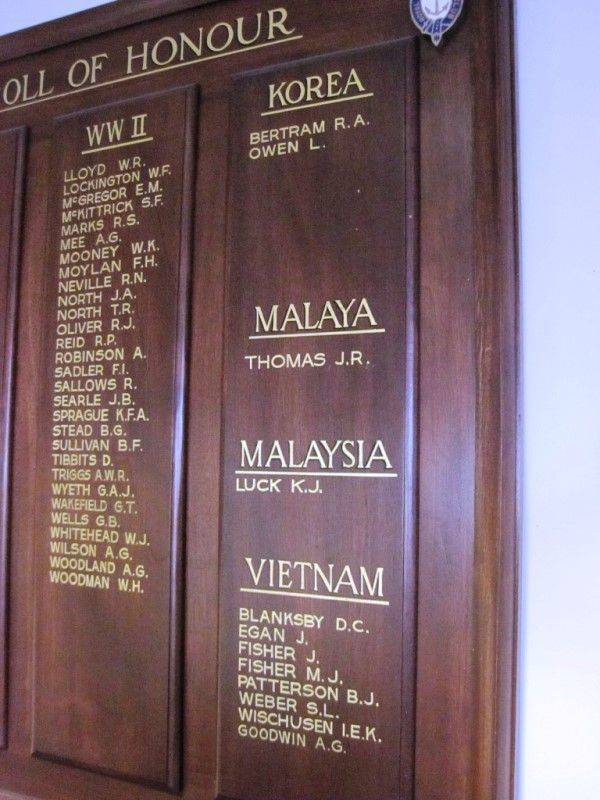 OLL OF HONOUR
WW II
LLOYD W.R.
LOCKINGTON W.F.
McGREGOR E.M.
McKITTRICK S.F.
MARKS R.S.
MEE A.G.
MOONEY W.K.
MOYLAN F.H.
NEVILLE R.N.
NORTH J.A.
NORTH T.R.
OLIVER R.J.
REID R.P.
ROBINSON A.
SADLER F.I.
SALLOWS R.
SEARLE J.B.
SPRAGUE K.F.A.
STEAD B.G.
SULLIVAN B.F.
TIBBITS D.
TRIGGS A.W.R.
WYETH G.A.J.
WAKEFIELD G.T.
WELLS G.B.
WHITEHEAD W.J.
WILSON A.G.
WOODLAND A.G.
WOODMAN W.H.
KOREA
BERTRAM R.A.
OWEN L.
MALAYA
THOMAS J.R.
MALAYSIA
LUCK K.J.
VIETNAM
BLANKSBY D.C.
EGAN J.
FISHER J.
FISHER M.J.
PATTERSON B.J.
WEBER S.L.
WISCHUSEN I.E.K.
GOODWIN A.G.